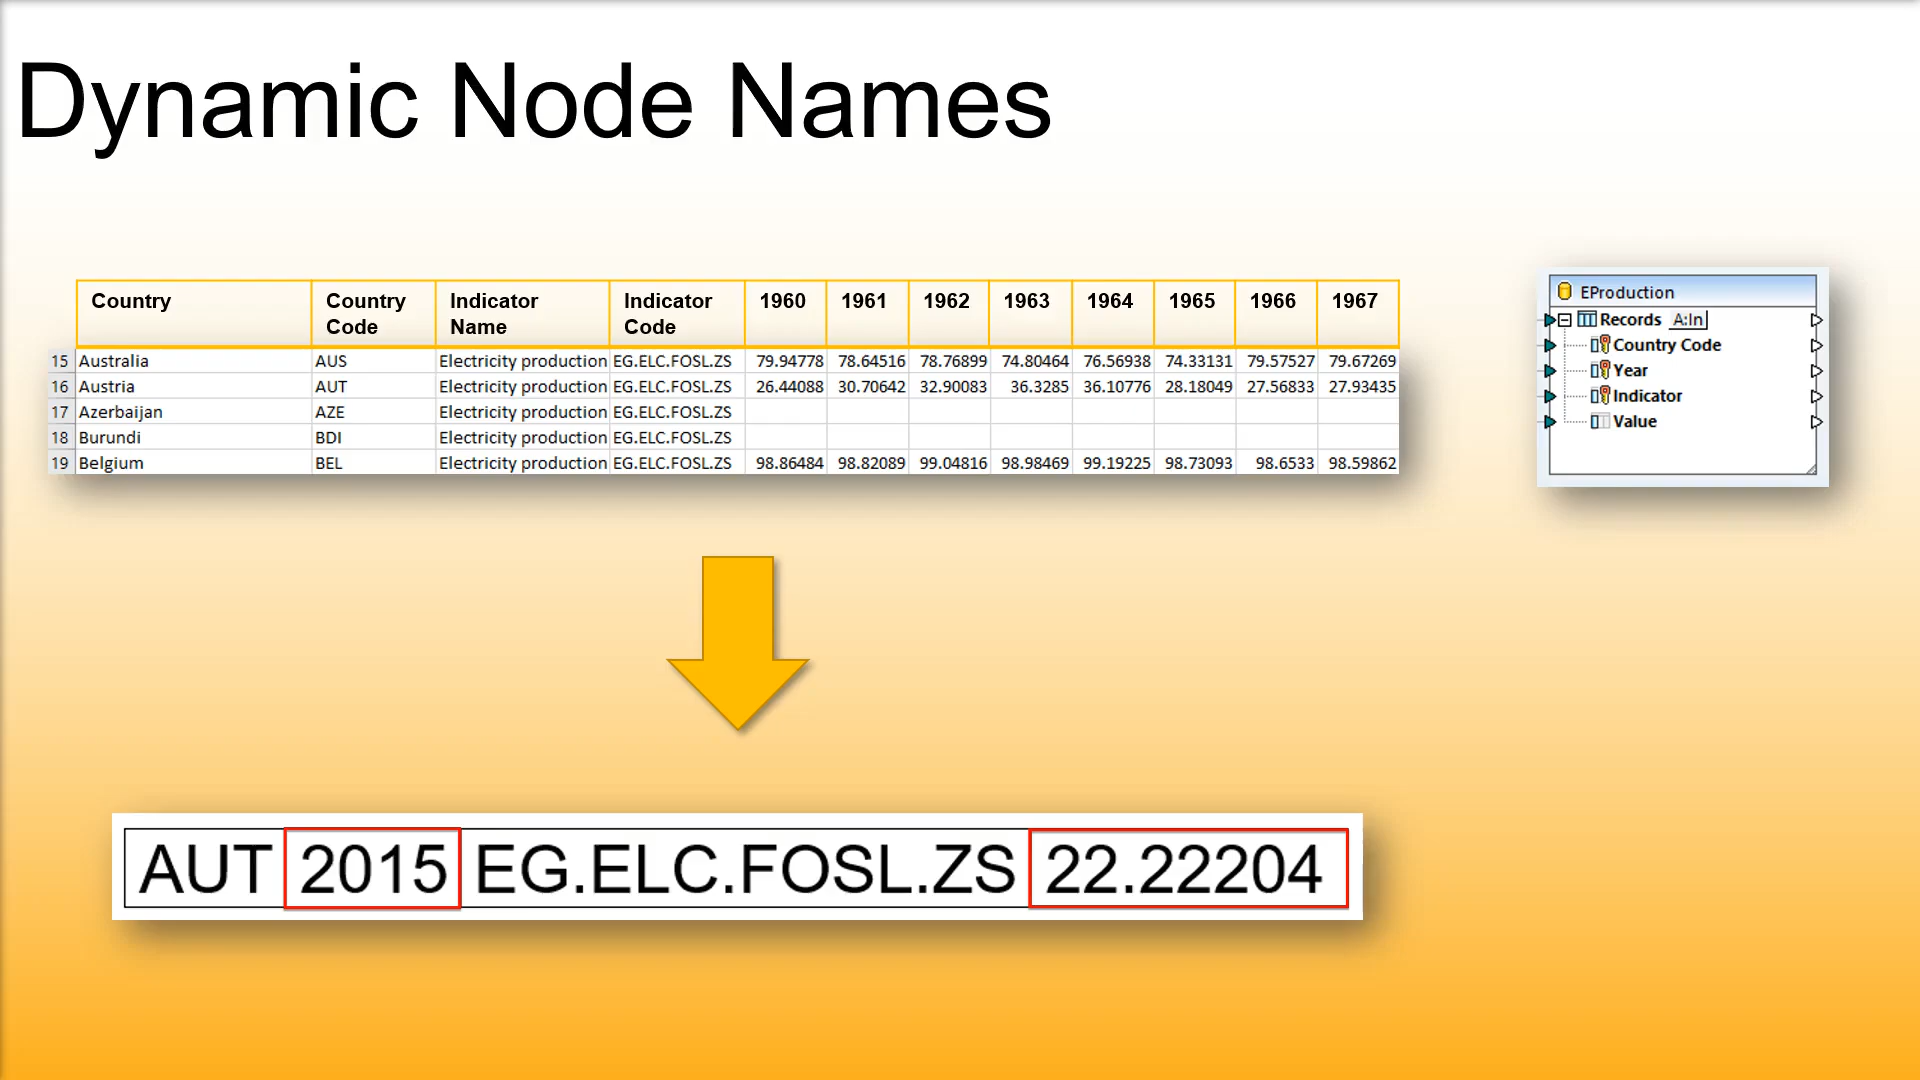 Dynamic Node Names
Country Country Code Indicator Name Indicator Code 1960 1961 1962 1963 1964 1965 1966 1967
15 Australia AUS Electricity production EG.ELC.FOSL.ZS 79.94778 78.64516 78.76899 74.80464 76.56938 74.33131 79.57527 79.67269
16 Austria AUT Electricity production EG.ELC.FOSL.ZS 26.44088 30.70642 32.90083 36.3285 36.10776 28.18049 27.56833 27.93435
17 Azerbaijan AZE Electricity production EG.ELC.FOSL.ZS
18 Burundi BDI Electricity production EG.ELC.FOSL.ZS
19 Belgium BEL Electricity production EG.ELC.FOSL.ZS 98.86484 98.82089 99.04816 98.98469 99.19225 98.73093 98.6533 98.59862
EProduction
Records A:In
Country Code
Year
Indicator
Value
AUT 2015 EG.ELC.FOSL.ZS 22.22204